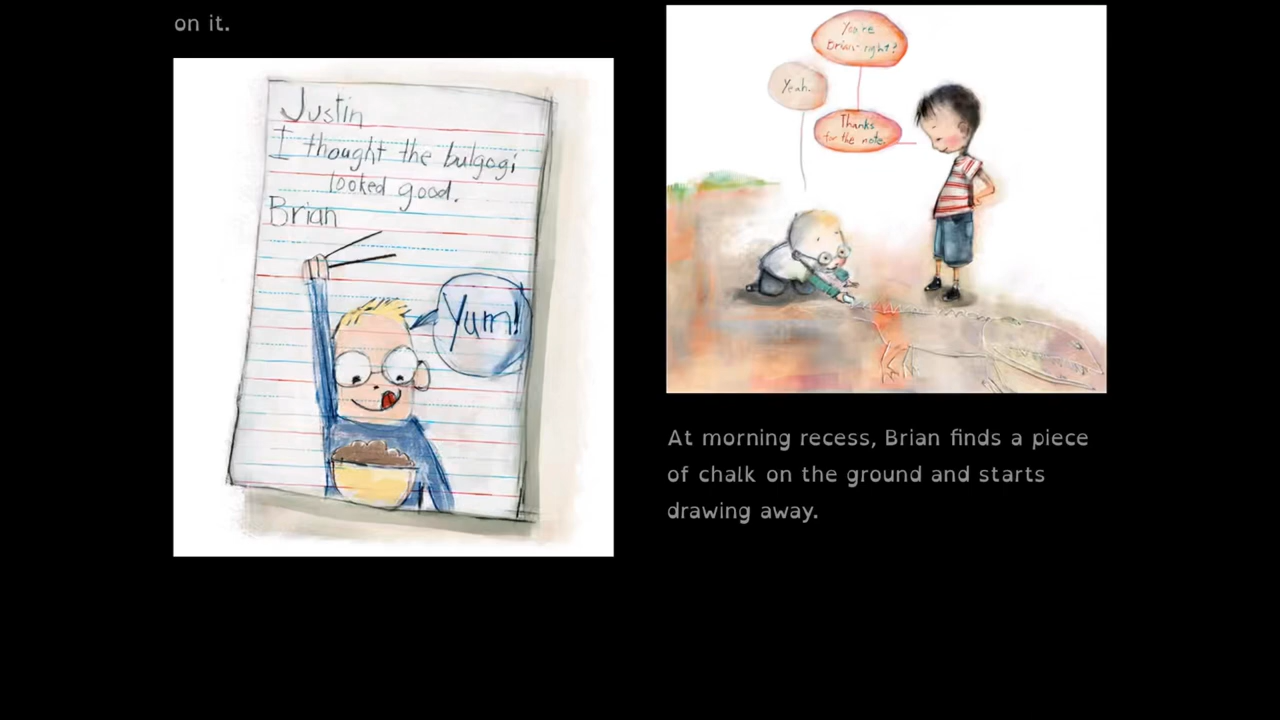 on it.
Justin
I thought the bulgogi
looked good.
Brian
Yum!
You're
Brian-right?
Yeah.
Thanks
for the note.
At morning recess, Brian finds a piece
of chalk on the ground and starts
drawing away.